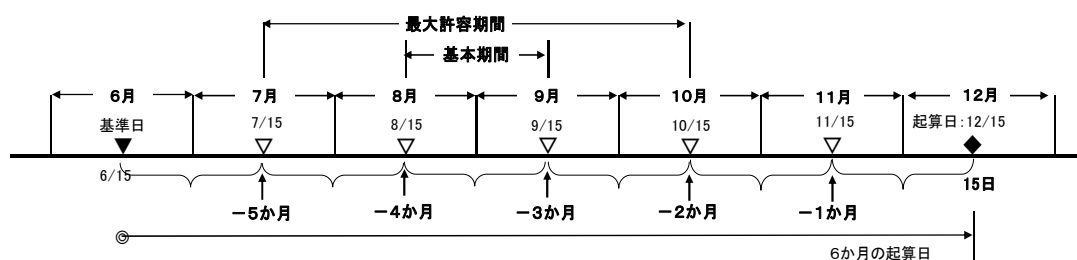 最大許容期間
基本期間
6月 7月 8月 9月 10月 11月 12月
基準日 7/15 8/15 9/15 10/15 11/15 起算日:12/15
6/15 15日
－5か月 －4か月 －3か月 －2か月 －1か月
6か月の起算日